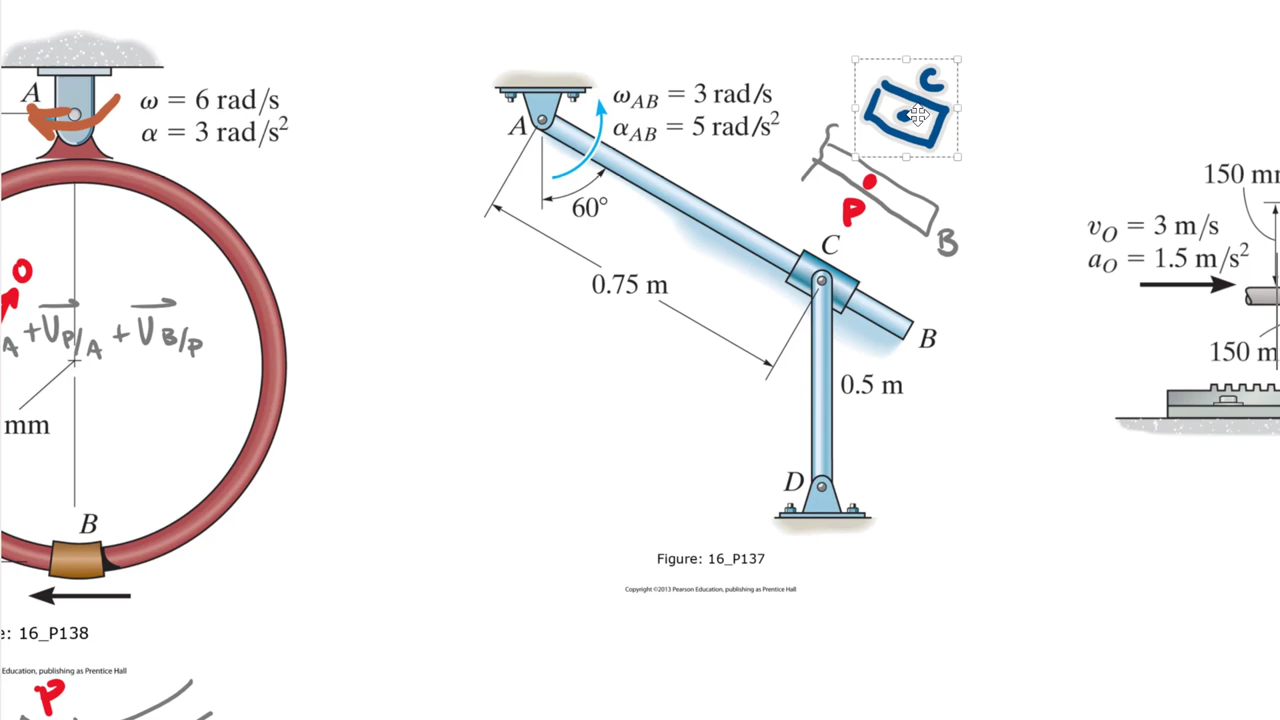 A
ω = 6 rad/s
α = 3 rad/s²
O
A + V P/A + V B/P
mm
B
e: 16_P138
Education, publishing as Prentice Hall
P
ω_AB = 3 rad/s
α_AB = 5 rad/s²
A
60°
0.75 m
C
P
B
C
B
0.5 m
D
Figure: 16_P137
Copyright ©2013 Pearson Education, publishing as Prentice Hall
150 mm
v_O = 3 m/s
a_O = 1.5 m/s²
150 m